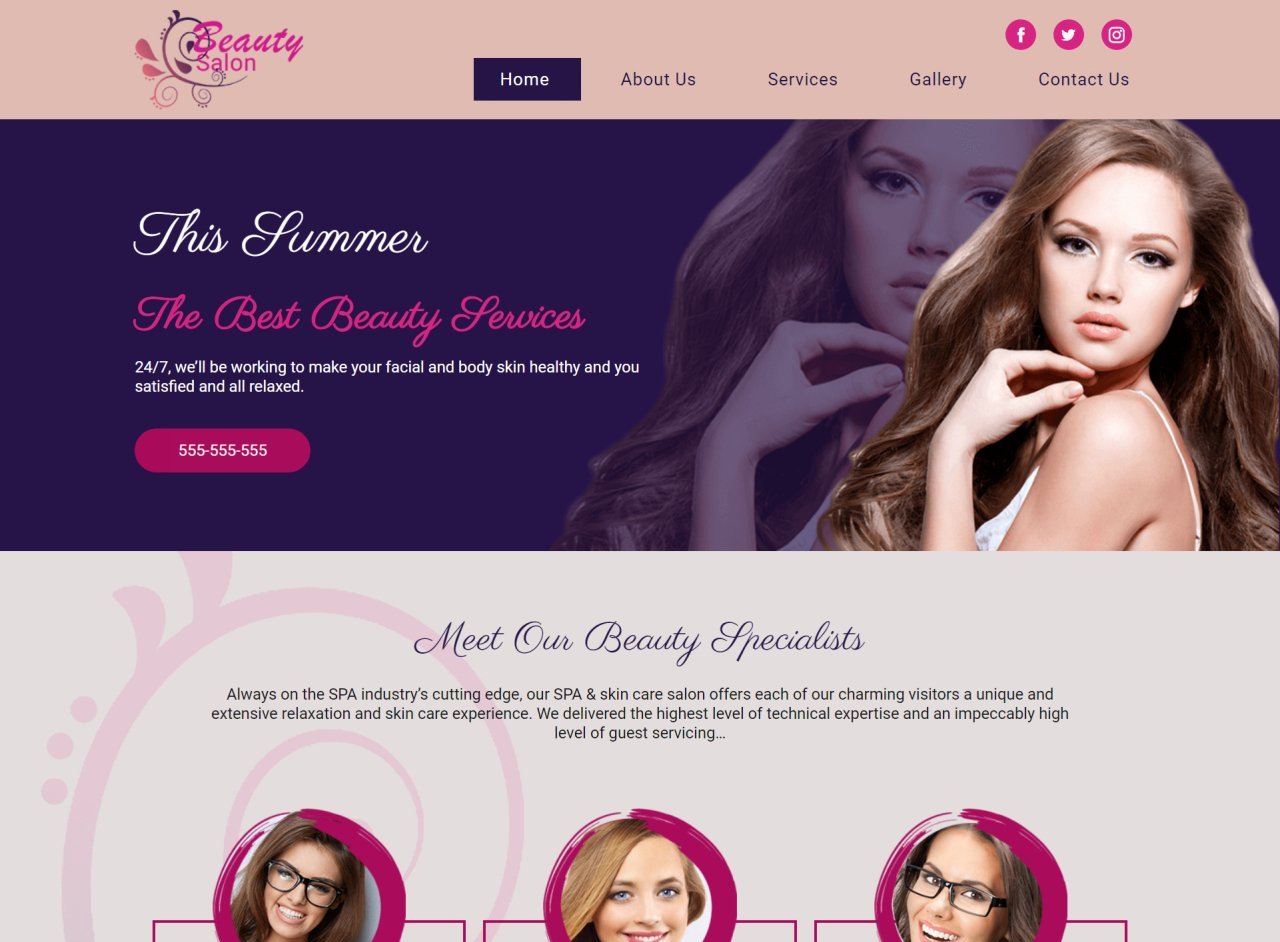 Beauty
Salon
Home
About Us
Services
Gallery
Contact Us
This Summer
The Best Beauty Services
24/7, we’ll be working to make your facial and body skin healthy and you
satisfied and all relaxed.
555-555-555
Meet Our Beauty Specialists
Always on the SPA industry’s cutting edge, our SPA & skin care salon offers each of our charming visitors a unique and
extensive relaxation and skin care experience. We delivered the highest level of technical expertise and an impeccably high
level of guest servicing…